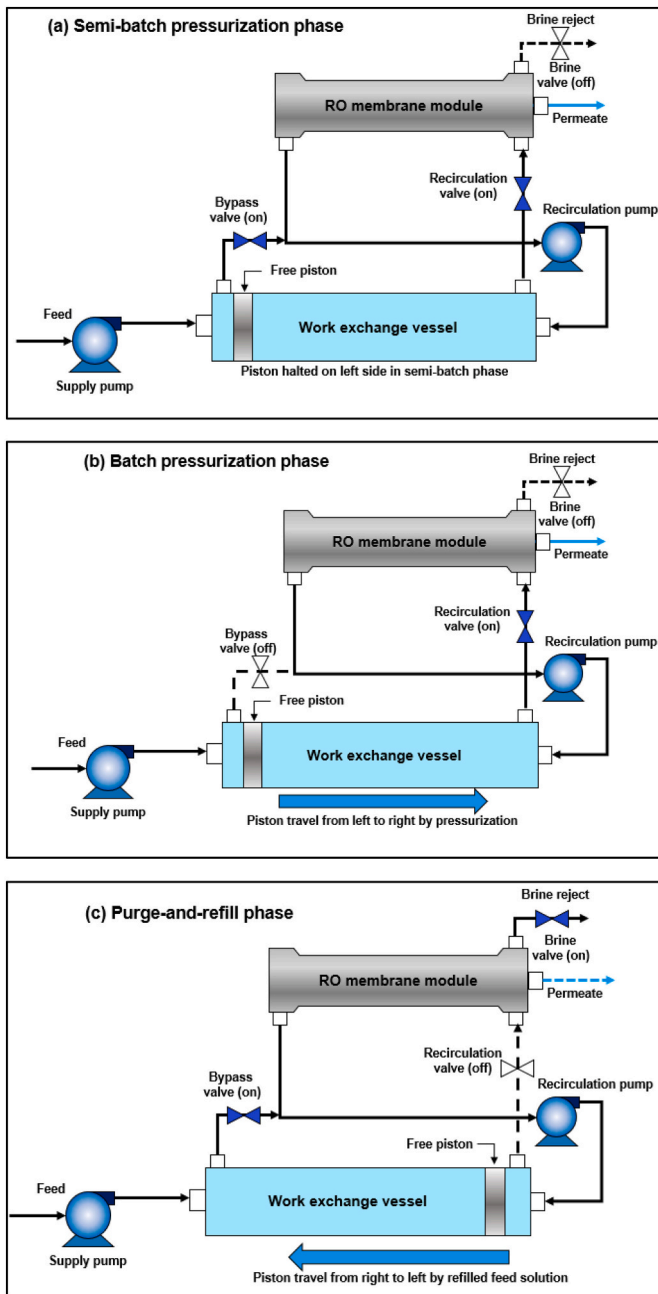 (a) Semi-batch pressurization phase
Brine reject
Brine
valve (off)
RO membrane module
Permeate
Bypass
valve (on)
Recirculation
valve (on)
Recirculation pump
Free piston
Feed
Work exchange vessel
Supply pump
Piston halted on left side in semi-batch phase
(b) Batch pressurization phase
Brine reject
Brine
valve (off)
RO membrane module
Permeate
Recirculation
valve (on)
Bypass
valve (off)
Recirculation pump
Free piston
Feed
Work exchange vessel
Supply pump
Piston travel from left to right by pressurization
(c) Purge-and-refill phase
Brine reject
Brine
valve (on)
RO membrane module
Permeate
Recirculation
valve (off)
Bypass
valve (on)
Recirculation pump
Free piston
Feed
Work exchange vessel
Supply pump
Piston travel from right to left by refilled feed solution